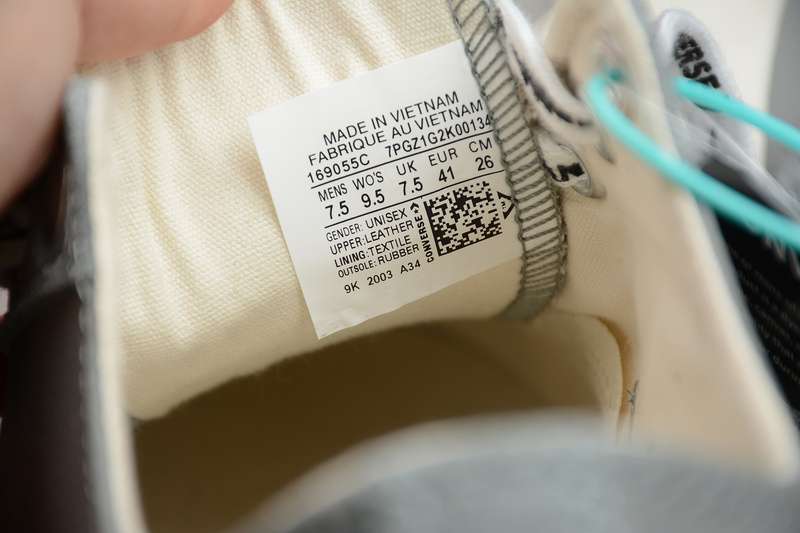 MADE IN VIETNAM
FABRIQUE AU VIETNAM
169055C 7PGZ1G2K00134
MENS WO'S UK EUR CM
7.5 9.5 7.5 41 26
GENDER: UNISEX
UPPER: LEATHER
LINING: TEXTILE
OUTSOLE: RUBBER
9K 2003 A34
CONVERSE